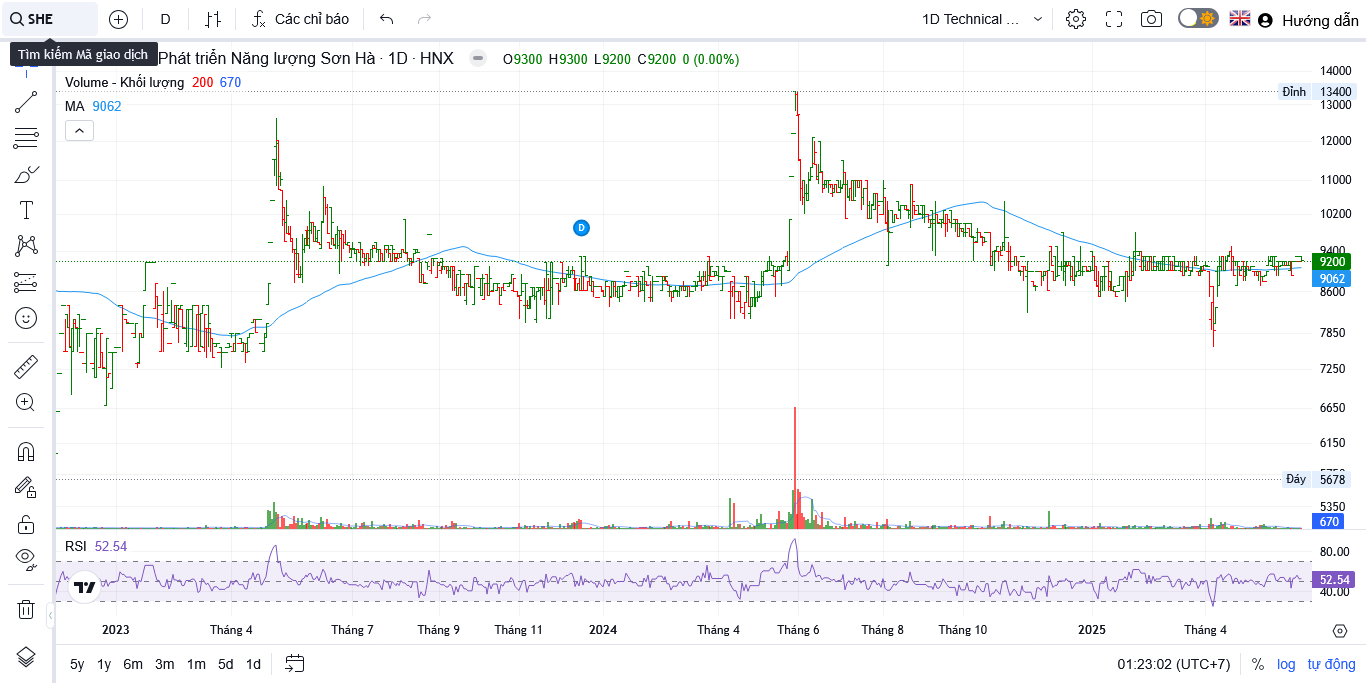 SHE
D
Các chỉ báo
1D Technical ...
Hướng dẫn
Tìm kiếm Mã giao dịch
Phát triển Năng lượng Sơn Hà · 1D · HNX
O9300 H9300 L9200 C9200 0 (0.00%)
Volume - Khối lượng 200 670
MA 9062
14000
Đỉnh 13400
13000
12000
11000
10200
D
9400
9200
9062
8600
7850
7250
6650
6150
Đáy 5678
5350
670
RSI 52.54
80.00
52.54
40.00
2023 Tháng 4 Tháng 7 Tháng 9 Tháng 11 2024 Tháng 4 Tháng 6 Tháng 8 Tháng 10 2025 Tháng 4
5y 1y 6m 3m 1m 5d 1d
01:23:02 (UTC+7) % log tự động